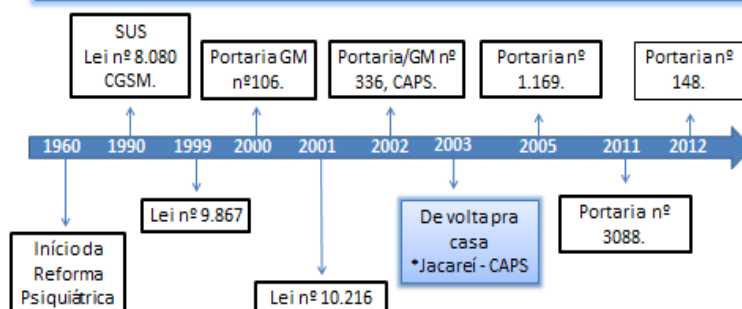 SUS
Lei nº 8.080
CGSM.
Portaria GM
nº106.
Portaria/GM nº
336, CAPS.
Portaria nº
1.169.
Portaria nº
148.
1960 1990 1999 2000 2001 2002 2003 2005 2011 2012
Início da
Reforma
Psiquiátrica
Lei nº 9.867
Lei nº 10.216
De volta pra
casa
*Jacareí - CAPS
Portaria nº
3088.